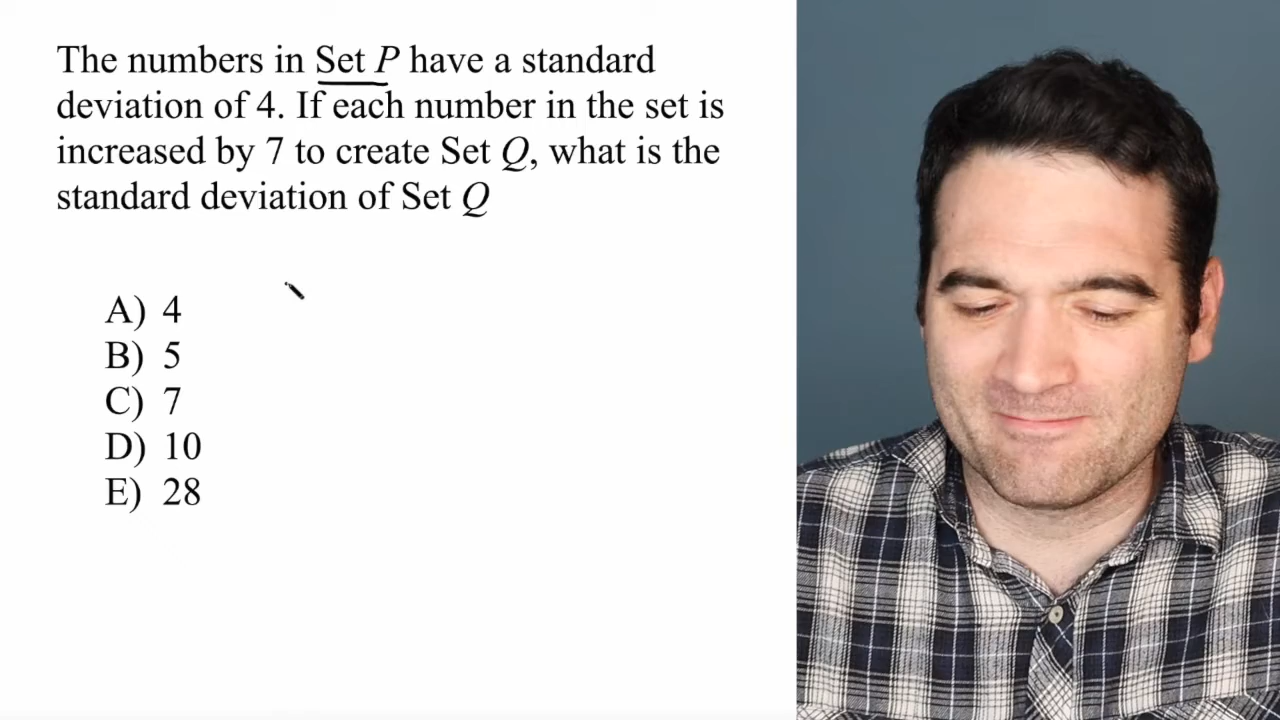 The numbers in Set P have a standard
deviation of 4. If each number in the set is
increased by 7 to create Set Q, what is the
standard deviation of Set Q
A) 4
B) 5
C) 7
D) 10
E) 28